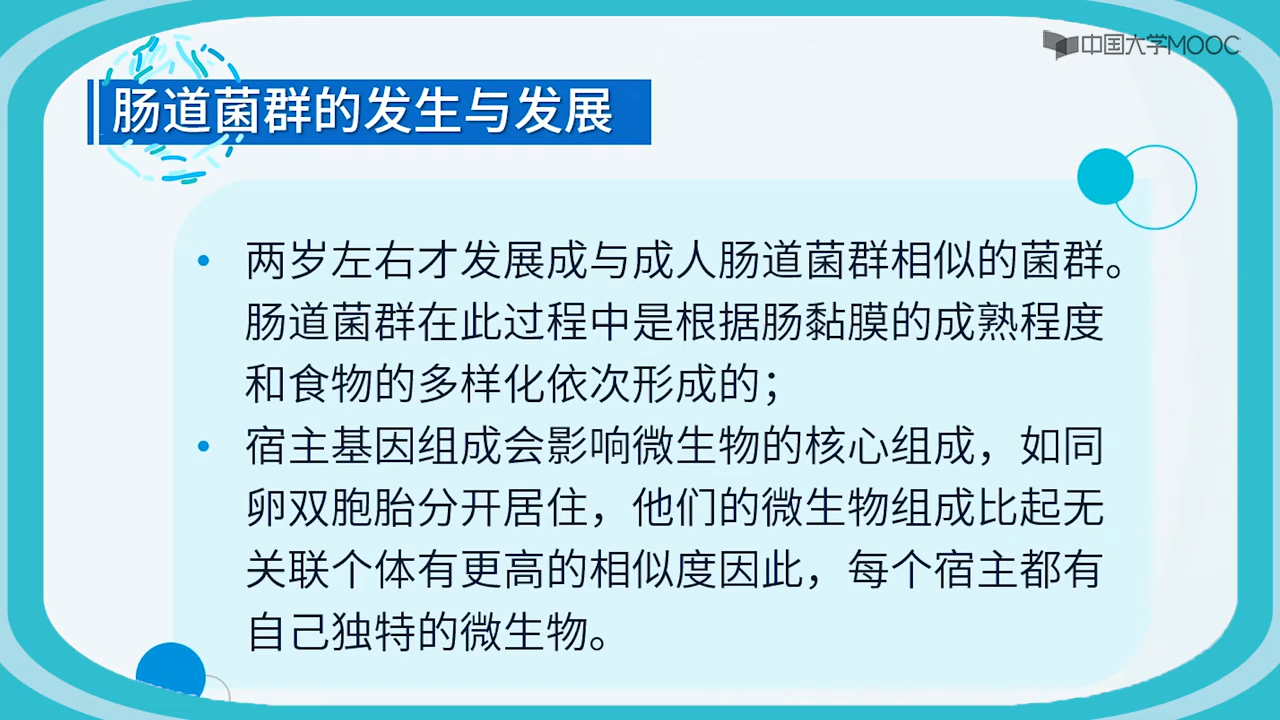 中国大学MOOC
肠道菌群的发生与发展
• 两岁左右才发展成与成人肠道菌群相似的菌群。
肠道菌群在此过程中是根据肠黏膜的成熟程度
和食物的多样化依次形成的；
• 宿主基因组成会影响微生物的核心组成，如同
卵双胞胎分开居住，他们的微生物组成比起无
关联个体有更高的相似度因此，每个宿主都有
自己独特的微生物。